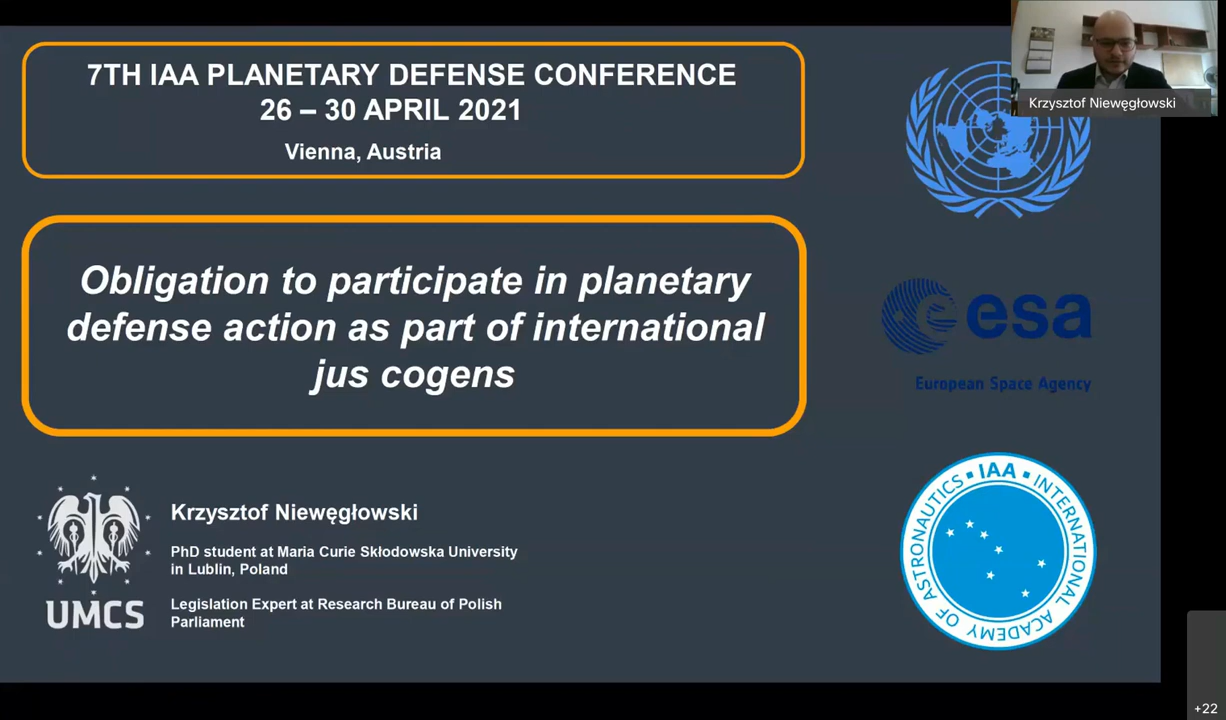 7TH IAA PLANETARY DEFENSE CONFERENCE
26 – 30 APRIL 2021
Vienna, Austria
Krzysztof Niewęgłowski
Obligation to participate in planetary
defense action as part of international
jus cogens
esa
European Space Agency
UMCS
Krzysztof Niewęgłowski
PhD student at Maria Curie Skłodowska University
in Lublin, Poland
Legislation Expert at Research Bureau of Polish
Parliament
IAA • INTERNATIONAL ACADEMY OF ASTRONAUTICS •
+22